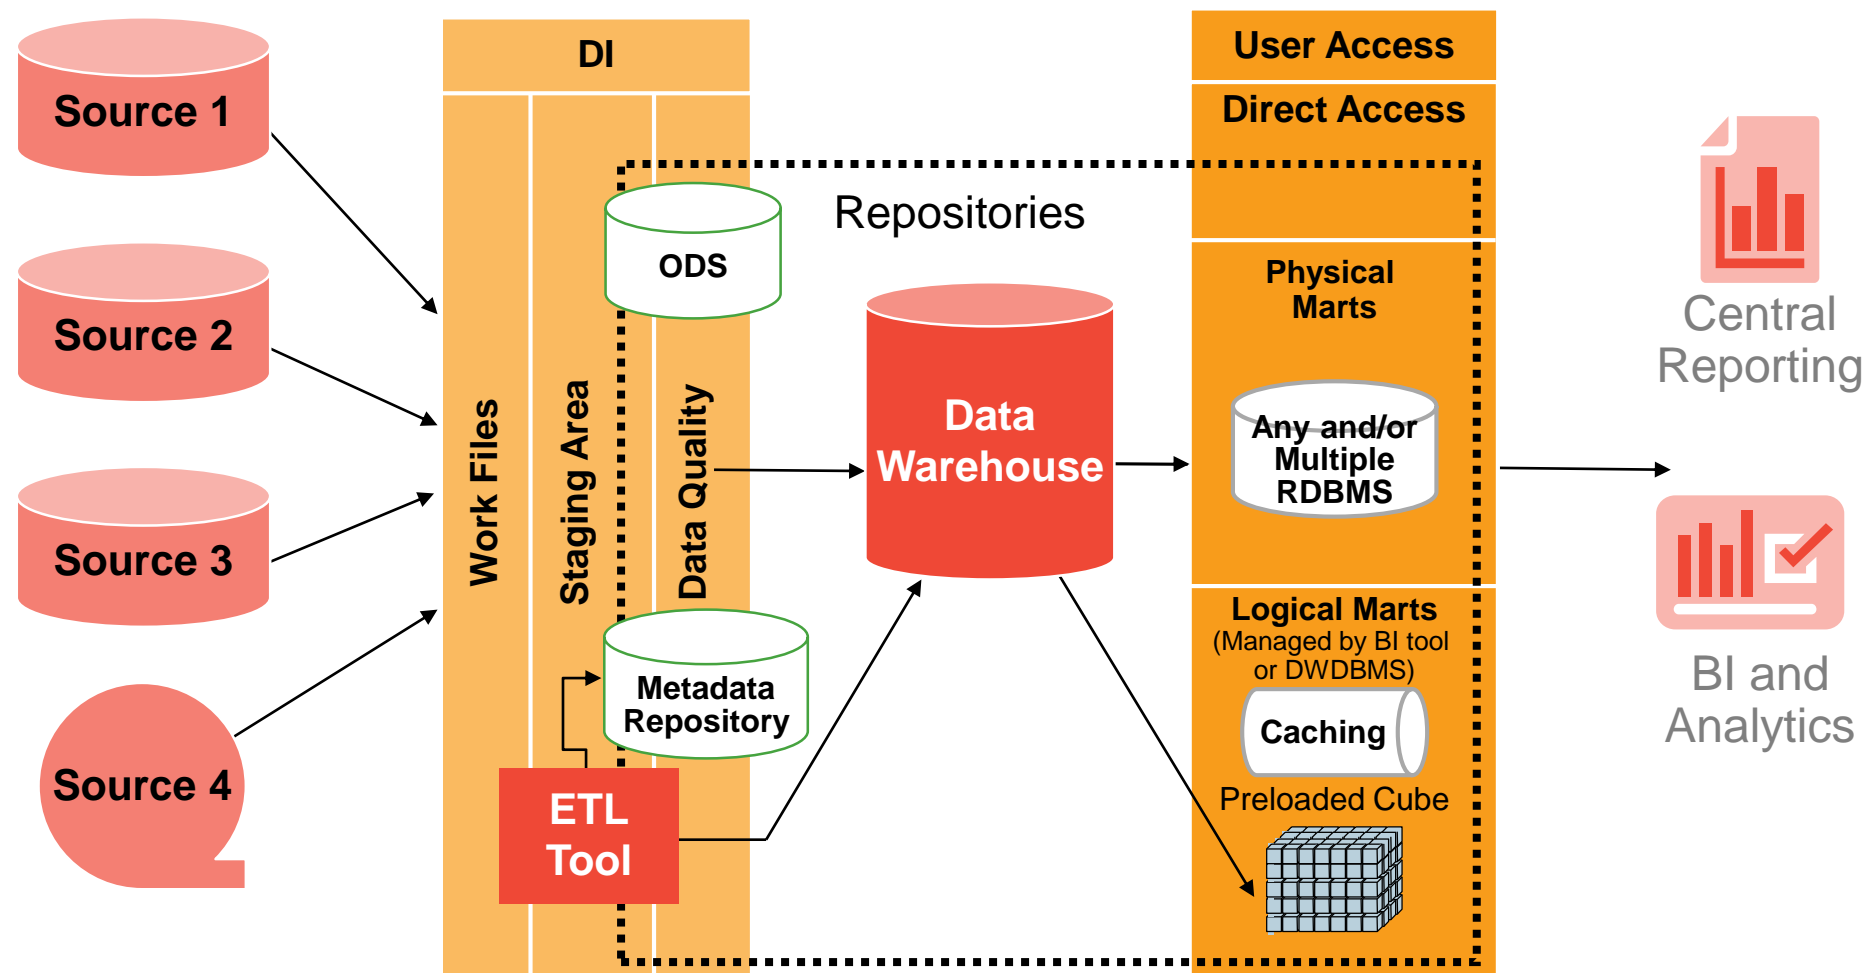 Source 1
Source 2
Source 3
Source 4
DI
Work Files
Staging Area
Data Quality
ODS
Metadata
Repository
ETL
Tool
Repositories
Data
Warehouse
User Access
Direct Access
Physical
Marts
Any and/or
Multiple
RDBMS
Logical Marts
(Managed by BI tool
or DWDBMS)
Caching
Preloaded Cube
Central
Reporting
BI and
Analytics